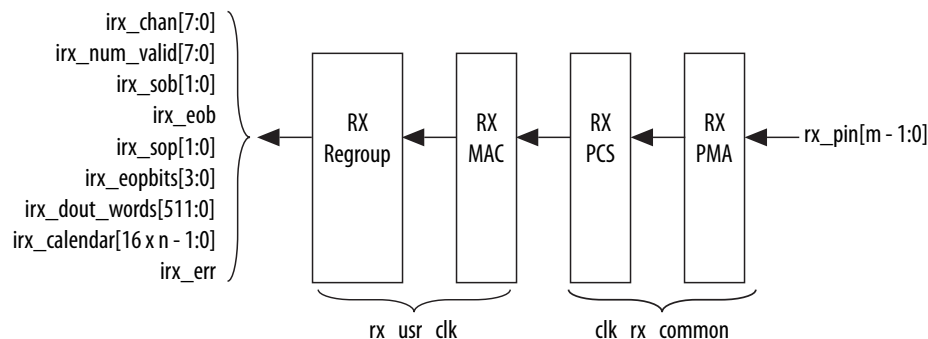 irx_chan[7:0]
irx_num_valid[7:0]
irx_sob[1:0]
irx_eob
irx_sop[1:0]
irx_eopbits[3:0]
irx_dout_words[511:0]
irx_calendar[16 x n - 1:0]
irx_err
RX
Regroup
RX
MAC
RX
PCS
RX
PMA
rx_pin[m - 1:0]
rx_usr_clk
clk_rx_common